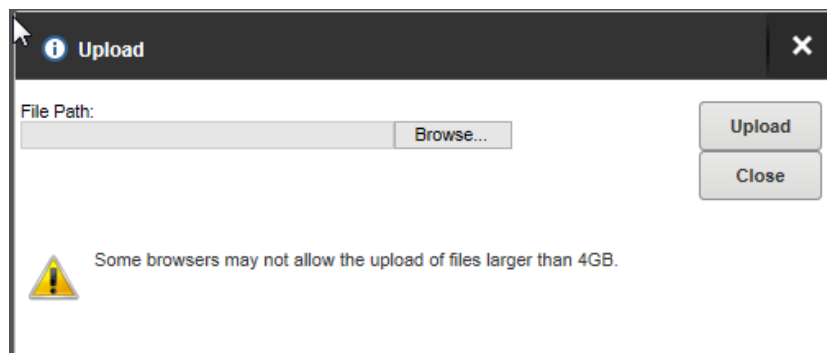 Upload
File Path:
Browse...
Upload
Close
Some browsers may not allow the upload of files larger than 4GB.